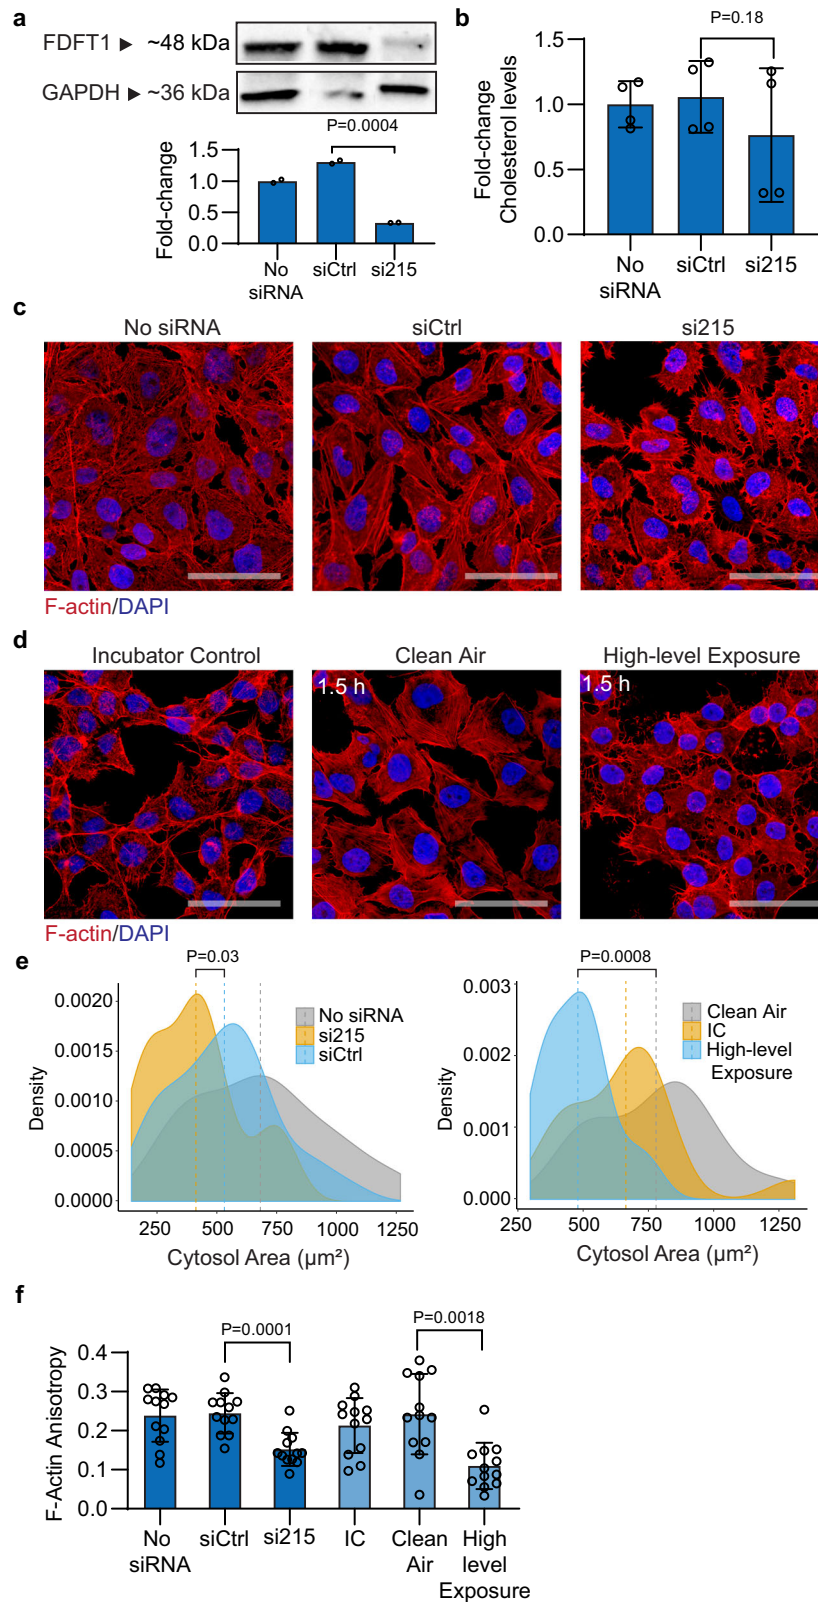 a
FDFT1 ▶ ~48 kDa
GAPDH ▶ ~36 kDa
P=0.0004
Fold-change
1.5
1.0
0.5
0.0
No siRNA
siCtrl
si215
b
P=0.18
Fold-change
Cholesterol levels
1.5
1.0
0.5
0.0
No siRNA
siCtrl
si215
c
No siRNA
siCtrl
si215
F-actin/DAPI
d
Incubator Control
Clean Air
High-level Exposure
1.5 h
1.5 h
F-actin/DAPI
e
P=0.03
Density
0.0020
0.0015
0.0010
0.0005
0.0000
No siRNA
si215
siCtrl
250
500
750
1000
1250
Cytosol Area (µm²)
P=0.0008
Density
0.003
0.002
0.001
0.000
Clean Air
IC
High-level
Exposure
250
500
750
1000
1250
Cytosol Area (µm²)
f
P=0.0001
P=0.0018
F-Actin Anisotropy
0.4
0.3
0.2
0.1
0.0
No
siRNA
siCtrl
si215
IC
Clean
Air
High
level
Exposure